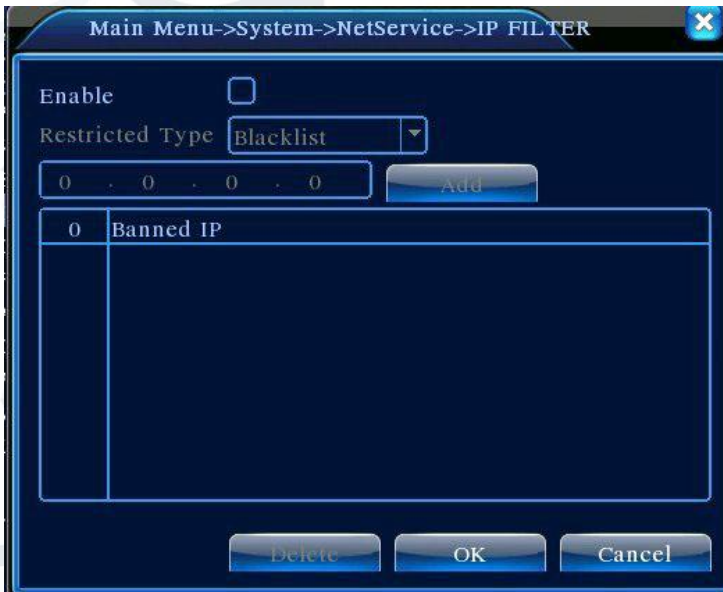 Main Menu->System->NetService->IP FILTER
Enable
Restricted Type Blacklist
0 . 0 . 0 . 0 Add
0 Banned IP
Delete OK Cancel